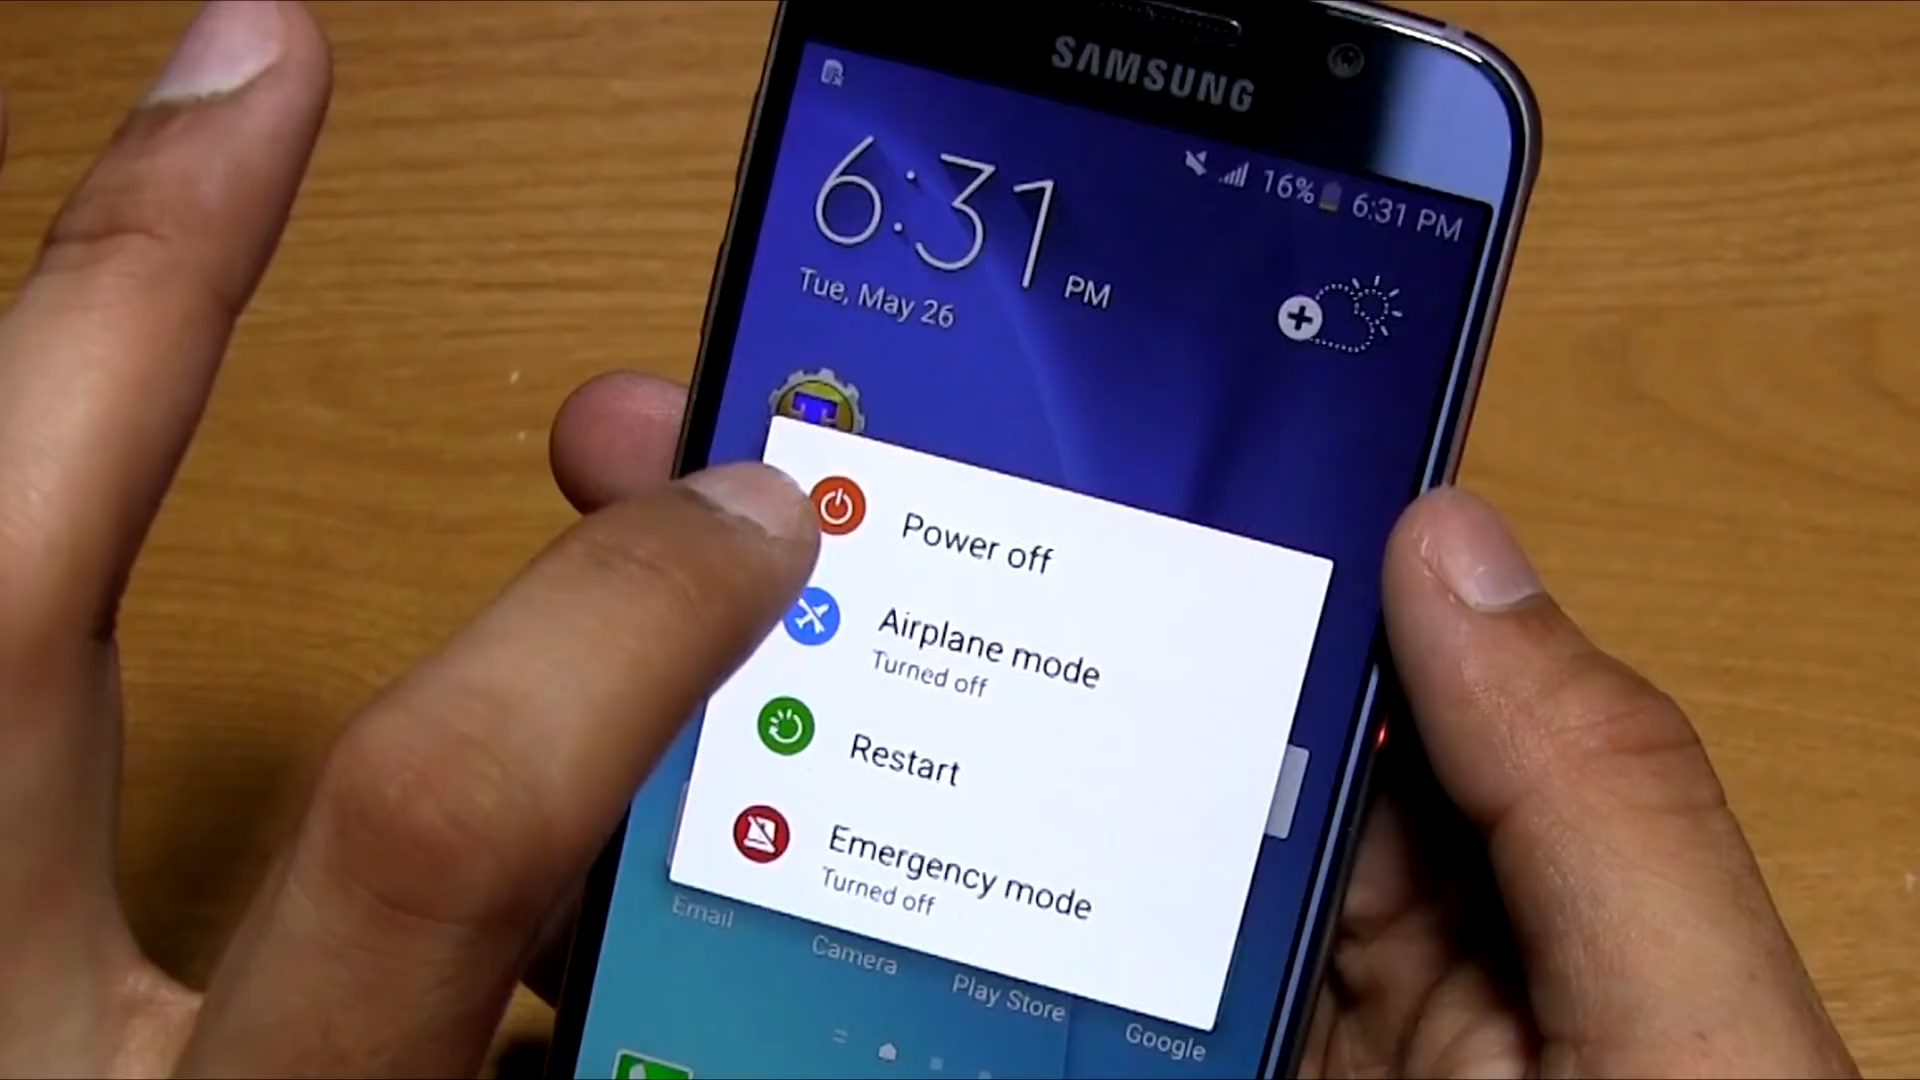 SAMSUNG
16% 6:31 PM
6:31 PM
Tue, May 26
T
Power off
Airplane mode
Turned off
Restart
Emergency mode
Turned off
Email
Camera
Play Store
Google